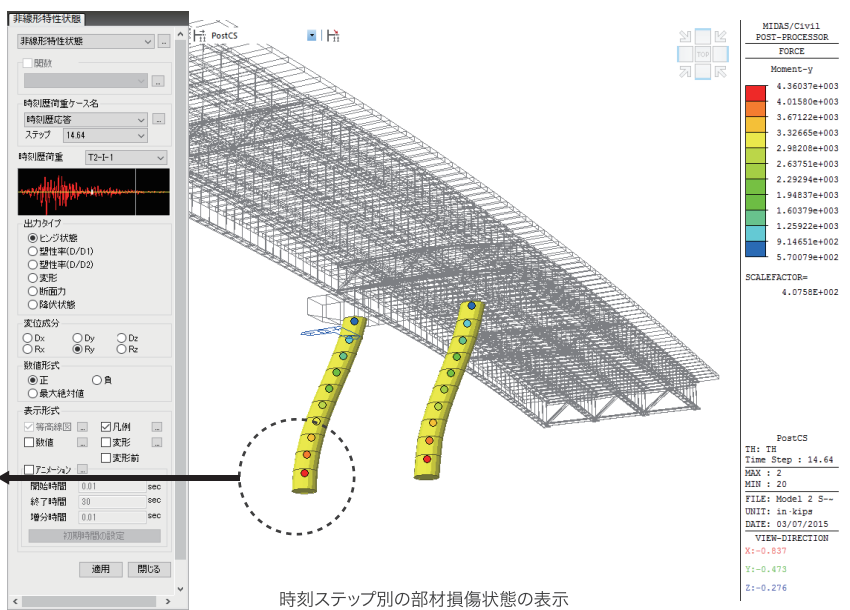 非線形特性状態
非線形特性状態
関数
時刻歴荷重ケース名
時刻歴応答
ステップ 14.64
時刻歴荷重 T2-I-1
出力タイプ
ヒンジ状態
塑性率(D/D1)
塑性率(D/D2)
変形
断面力
降伏状態
変位成分
Dx Dy Dz
Rx Ry Rz
数値形式
正 負
最大絶対値
表示形式
等高線図 ... 凡例 ...
数値 ... 変形 ...
変形前
アニメーション ...
開始時間 0.01 sec
終了時間 30 sec
増分時間 0.01 sec
初期時間の設定
適用 閉じる
PostCS
TOP
MIDAS/Civil
POST-PROCESSOR
FORCE
Moment-y
4.36037e+003
4.01580e+003
3.67122e+003
3.32665e+003
2.98208e+003
2.63751e+003
2.29294e+003
1.94837e+003
1.60379e+003
1.25922e+003
9.14651e+002
5.70079e+002
SCALEFACTOR=
4.0758E+002
PostCS
TH: TH
Time Step : 14.64
MAX : 2
MIN : 20
FILE: Model 2 S-~
UNIT: in·kips
DATE: 03/07/2015
VIEW-DIRECTION
X:-0.837
Y:-0.473
Z:-0.276
時刻ステップ別の部材損傷状態の表示